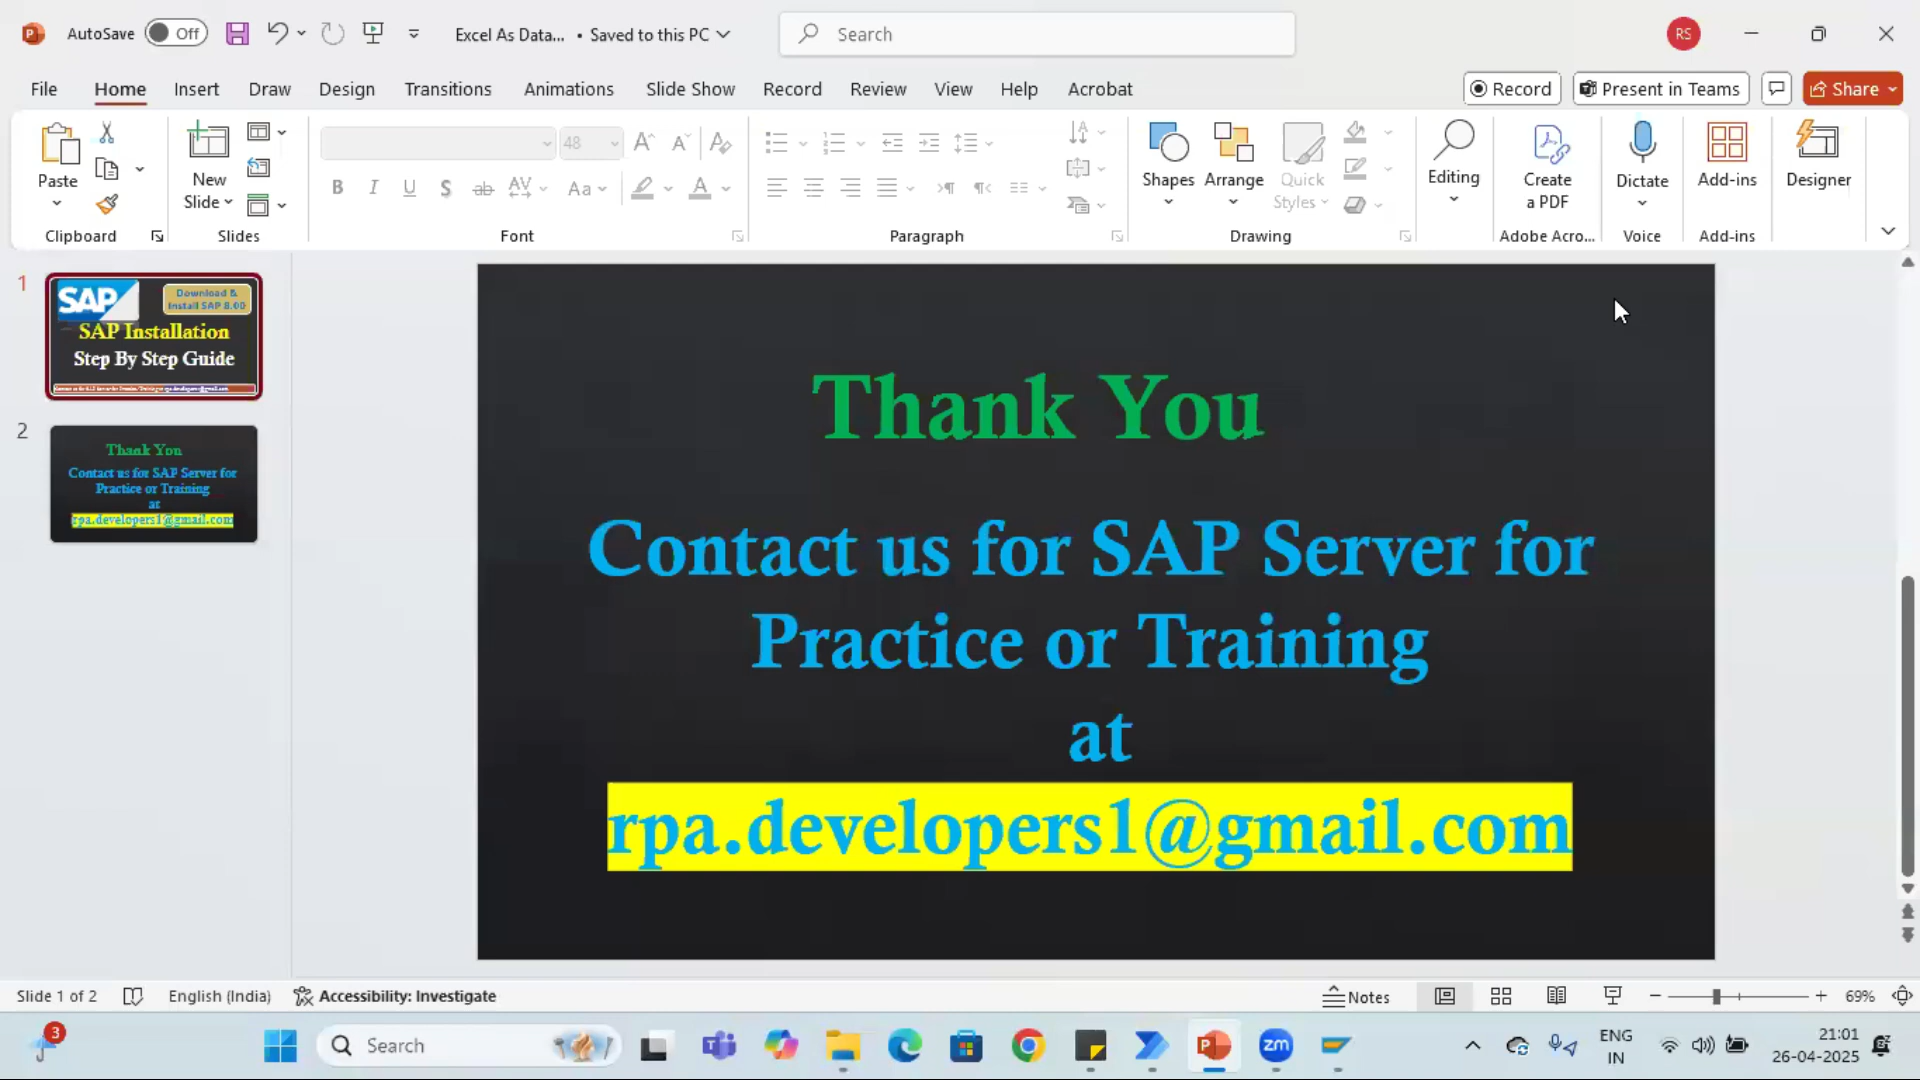 AutoSave Off Excel As Data... • Saved to this PC Search RS
File Home Insert Draw Design Transitions Animations Slide Show Record Review View Help Acrobat Record Present in Teams Share
Paste New Slide 48 Shapes Arrange Quick Styles Editing Create a PDF Dictate Add-ins Designer
Clipboard Slides Font Paragraph Drawing Adobe Acro... Voice Add-ins
1
SAP
Download &
Install SAP 8.00
SAP Installation
Step By Step Guide
2
Thank You
Contact us for SAP Server for
Practice or Training
at
rpa.developers1@gmail.com
Thank You
Contact us for SAP Server for
Practice or Training
at
rpa.developers1@gmail.com
Slide 1 of 2 English (India) Accessibility: Investigate Notes 69%
3 Search zm ENG IN 21:01 26-04-2025